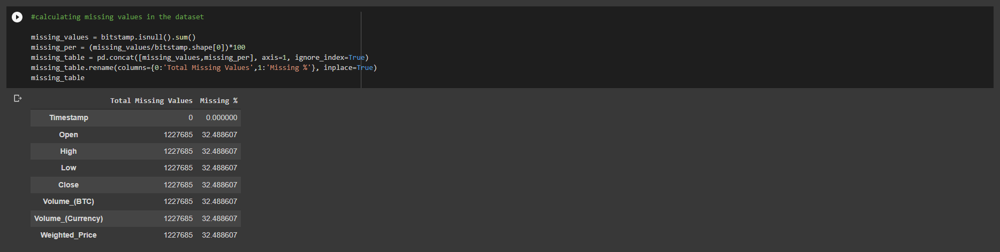 #calculating missing values in the dataset
missing_values = bitstamp.isnull().sum()
missing_per = (missing_values/bitstamp.shape[0])*100
missing_table = pd.concat([missing_values,missing_per], axis=1, ignore_index=True)
missing_table.rename(columns={0:'Total Missing Values',1:'Missing %'}, inplace=True)
missing_table
Total Missing Values Missing %
Timestamp 0 0.000000
Open 1227685 32.488607
High 1227685 32.488607
Low 1227685 32.488607
Close 1227685 32.488607
Volume_(BTC) 1227685 32.488607
Volume_(Currency) 1227685 32.488607
Weighted_Price 1227685 32.488607